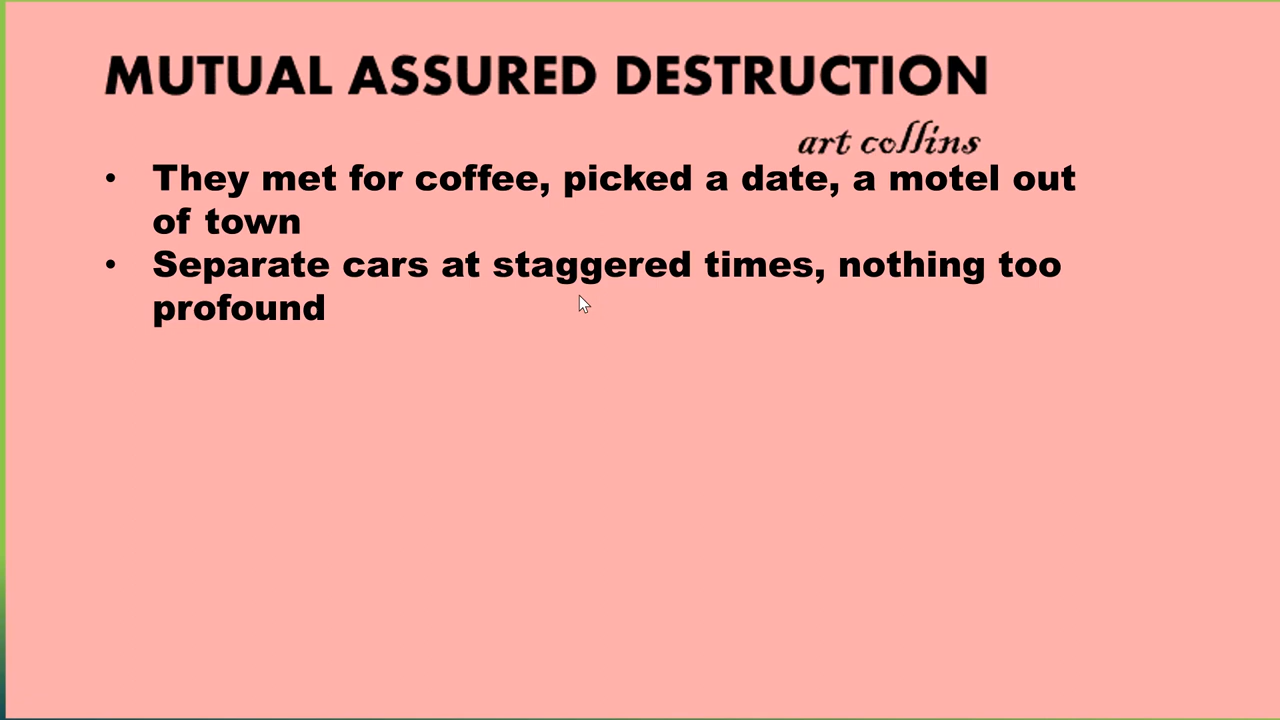 MUTUAL ASSURED DESTRUCTION
art collins
• They met for coffee, picked a date, a motel out
of town
• Separate cars at staggered times, nothing too
profound